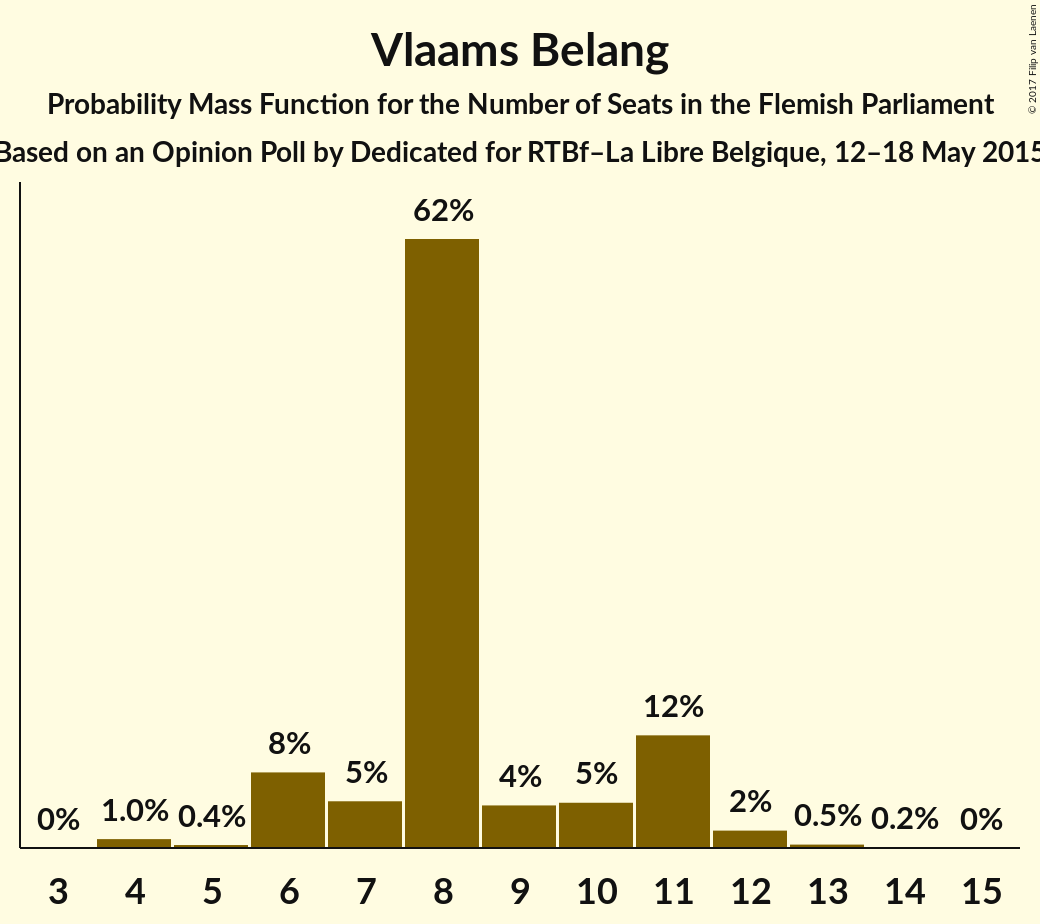 Vlaams Belang
Probability Mass Function for the Number of Seats in the Flemish Parliament
Based on an Opinion Poll by Dedicated for RTBf–La Libre Belgique, 12–18 May 2015
© 2017 Filip van Laenen
0% 1.0% 0.4% 8% 5% 62% 4% 5% 12% 2% 0.5% 0.2% 0%
3 4 5 6 7 8 9 10 11 12 13 14 15